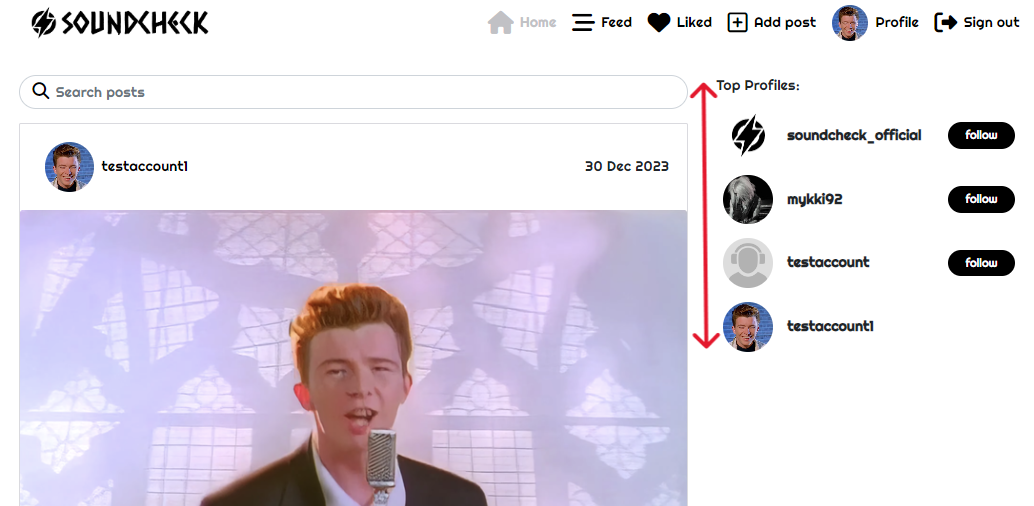 SOUNDCHECK
Home Feed Liked Add post Profile Sign out
Search posts
testaccount1 30 Dec 2023
Top Profiles:
soundcheck_official follow
mykki92 follow
testaccount follow
testaccount1